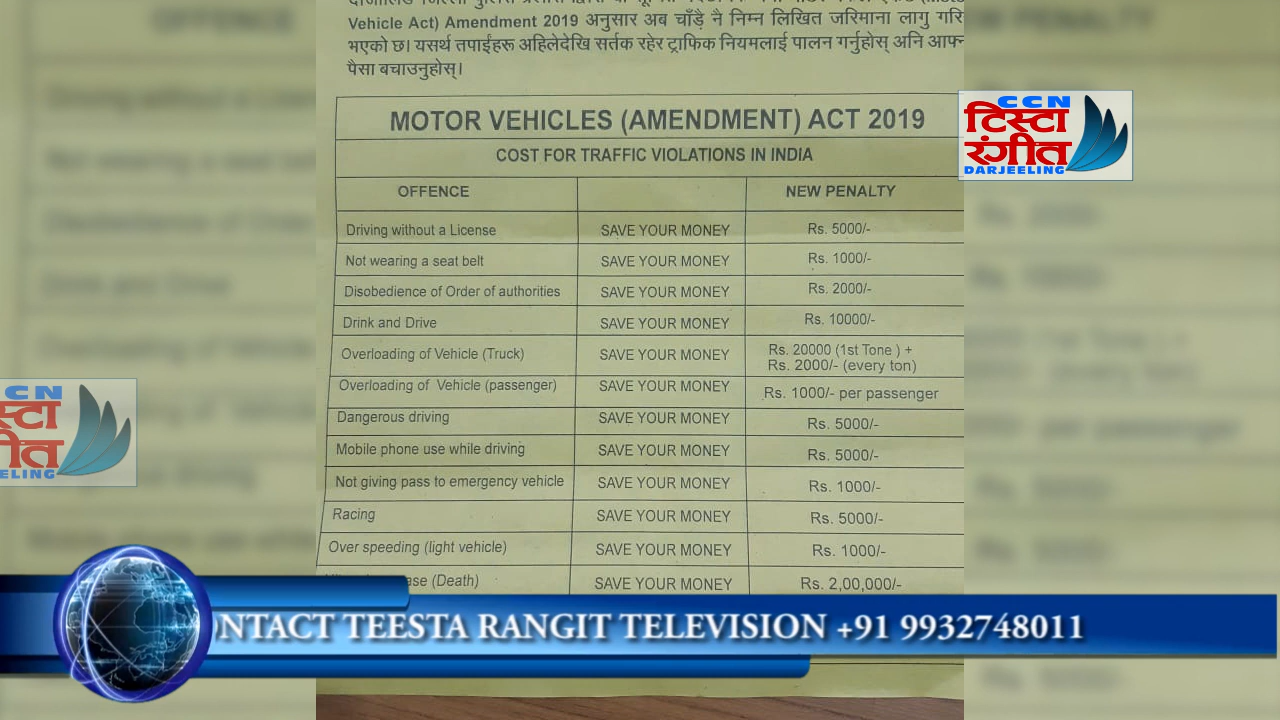 Vehicle Act) Amendment 2019 अनुसार अब चाँड़ै नै निम्न लिखित जरिमाना लागु गरि
भएको छ। यसर्थ तपाईंहरू अहिलेदेखि सर्तक रहेर ट्राफिक नियमलाई पालन गर्नुहोस् अनि आफ्न
पैसा बचाउनुहोस्।
MOTOR VEHICLES (AMENDMENT) ACT 2019
COST FOR TRAFFIC VIOLATIONS IN INDIA
OFFENCE NEW PENALTY
Driving without a License SAVE YOUR MONEY Rs. 5000/-
Not wearing a seat belt SAVE YOUR MONEY Rs. 1000/-
Disobedience of Order of authorities SAVE YOUR MONEY Rs. 2000/-
Drink and Drive SAVE YOUR MONEY Rs. 10000/-
Overloading of Vehicle (Truck) SAVE YOUR MONEY Rs. 20000 (1st Tone ) +
Rs. 2000/- (every ton)
Overloading of Vehicle (passenger) SAVE YOUR MONEY Rs. 1000/- per passenger
Dangerous driving SAVE YOUR MONEY Rs. 5000/-
Mobile phone use while driving SAVE YOUR MONEY Rs. 5000/-
Not giving pass to emergency vehicle SAVE YOUR MONEY Rs. 1000/-
Racing SAVE YOUR MONEY Rs. 5000/-
Over speeding (light vehicle) SAVE YOUR MONEY Rs. 1000/-
ase (Death) SAVE YOUR MONEY Rs. 2,00,000/-
CCN
टिस्टा
रंगीत
DARJEELING
CCN
स्टा
गीत
ELING
ONTACT TEESTA RANGIT TELEVISION +91 9932748011